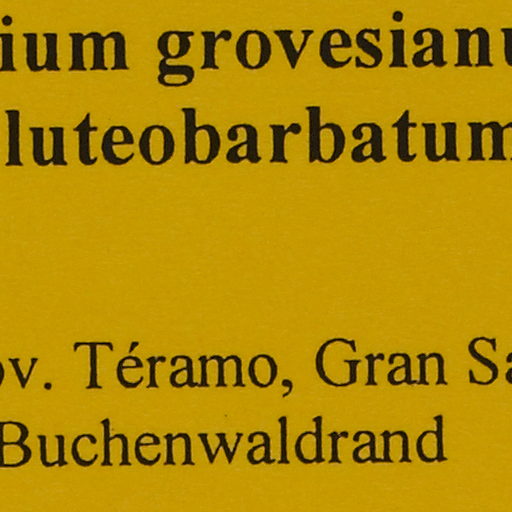 ium grovesianu
luteobarbatum
ov. Téramo, Gran Sa
Buchenwaldrand